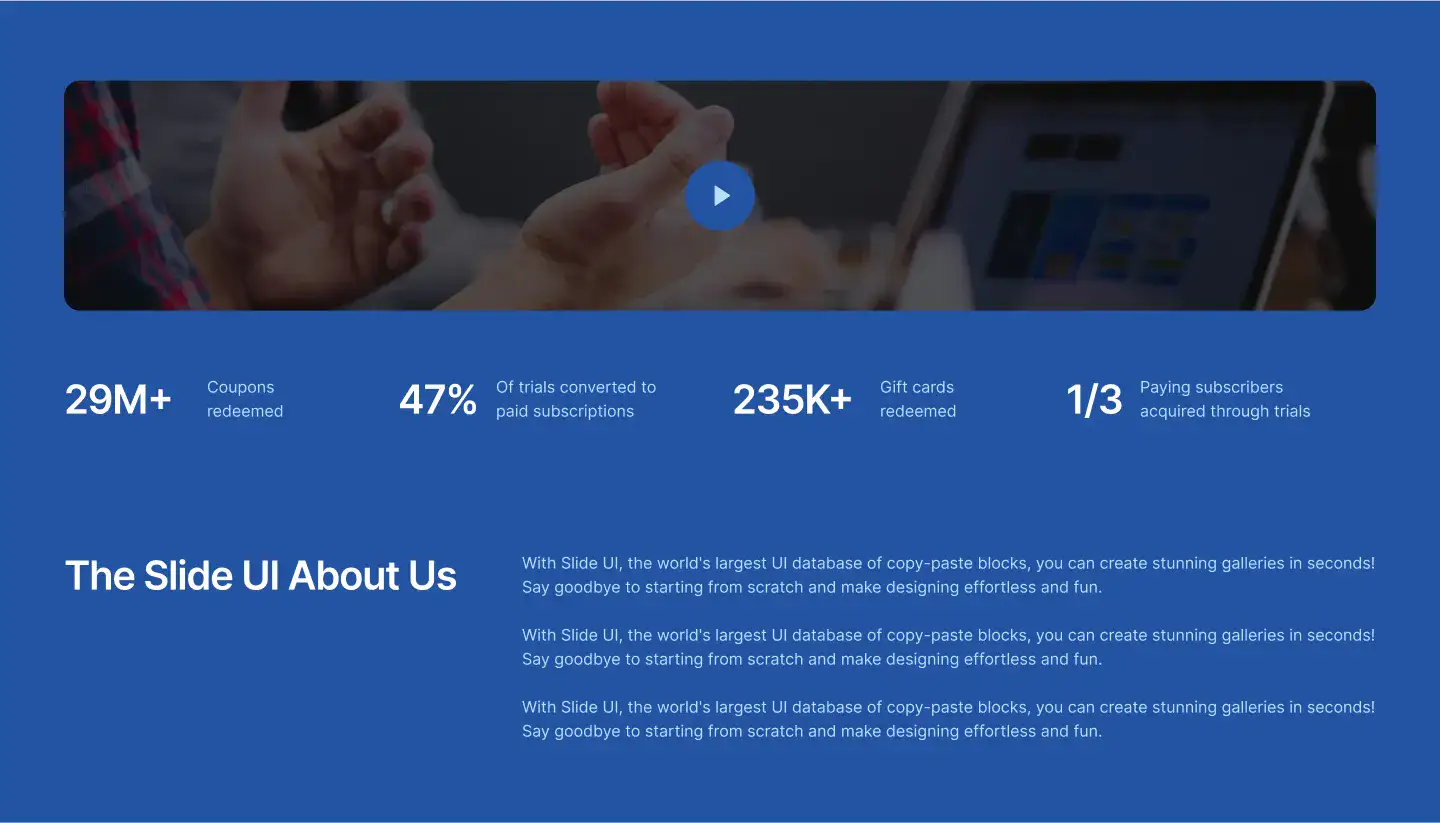 29M+
Coupons
redeemed
47%
Of trials converted to
paid subscriptions
235K+
Gift cards
redeemed
1/3
Paying subscribers
acquired through trials
The Slide UI About Us
With Slide UI, the world's largest UI database of copy-paste blocks, you can create stunning galleries in seconds!
Say goodbye to starting from scratch and make designing effortless and fun.
With Slide UI, the world's largest UI database of copy-paste blocks, you can create stunning galleries in seconds!
Say goodbye to starting from scratch and make designing effortless and fun.
With Slide UI, the world's largest UI database of copy-paste blocks, you can create stunning galleries in seconds!
Say goodbye to starting from scratch and make designing effortless and fun.